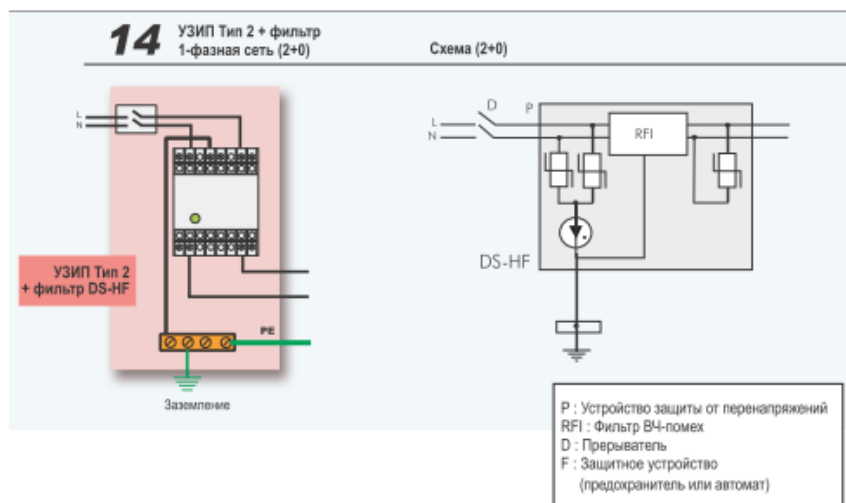 14
УЗИП Тип 2 + фильтр
1-фазная сеть (2+0)
Схема (2+0)
L
N
УЗИП Тип 2
+ фильтр DS-HF
PE
Заземление
D
P
L
N
RFI
DS-HF
P : Устройство защиты от перенапряжений
RFI : Фильтр ВЧ-помех
D : Прерыватель
F : Защитное устройство
(предохранитель или автомат)